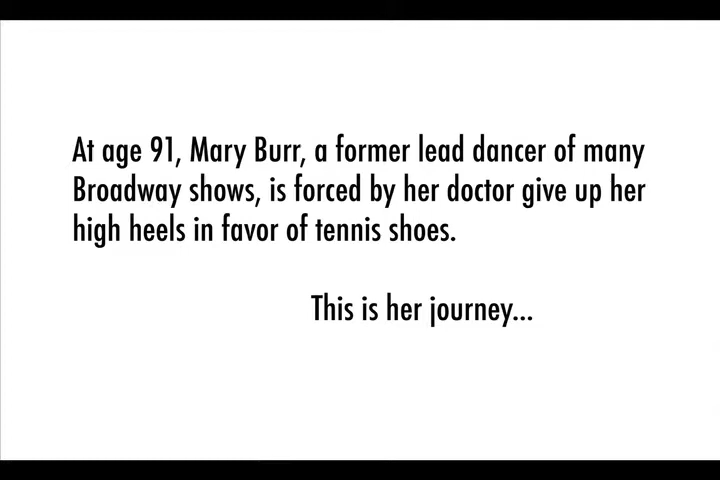 At age 91, Mary Burr, a former lead dancer of many
Broadway shows, is forced by her doctor give up her
high heels in favor of tennis shoes.
This is her journey...